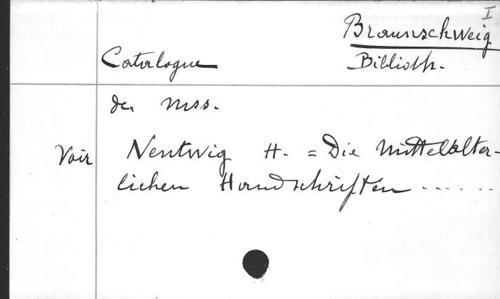 I
Braunschweig
Catalogue Biblioth.
des mss.
Voir Nentwig H. = Die Mittelalter-
lichen Handschriften ......